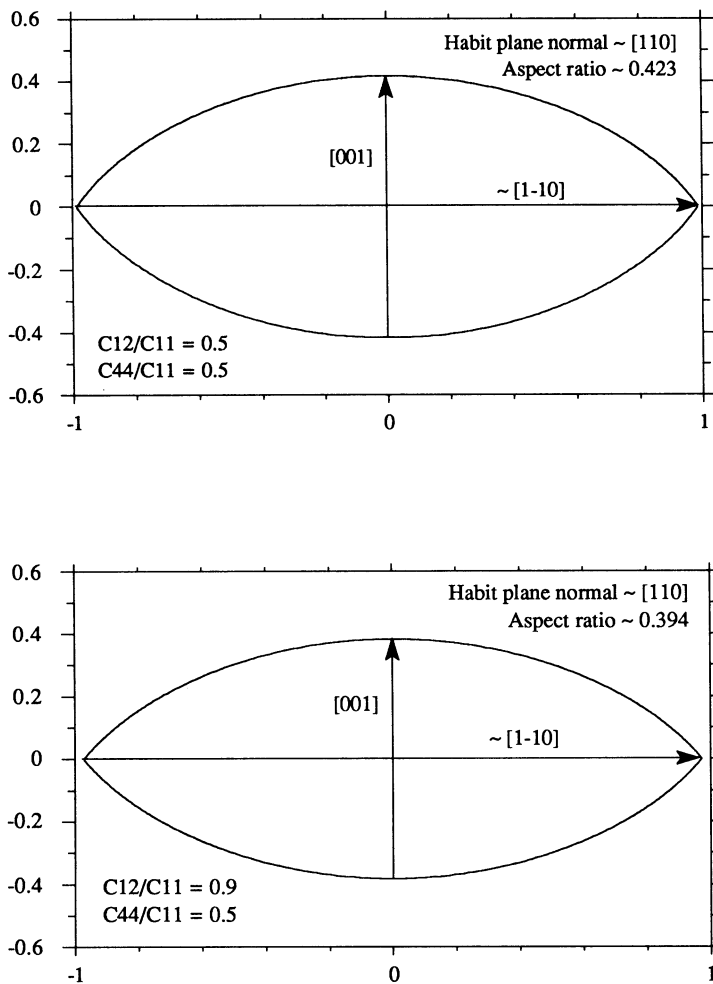 0.6
Habit plane normal ~ [110]
Aspect ratio ~ 0.423
0.4
0.2
[001]
~ [1-10]
0
-0.2
-0.4
C12/C11 = 0.5
C44/C11 = 0.5
-0.6
-1 0 1
0.6
Habit plane normal ~ [110]
Aspect ratio ~ 0.394
0.4
0.2
[001]
~ [1-10]
0
-0.2
-0.4
C12/C11 = 0.9
C44/C11 = 0.5
-0.6
-1 0 1